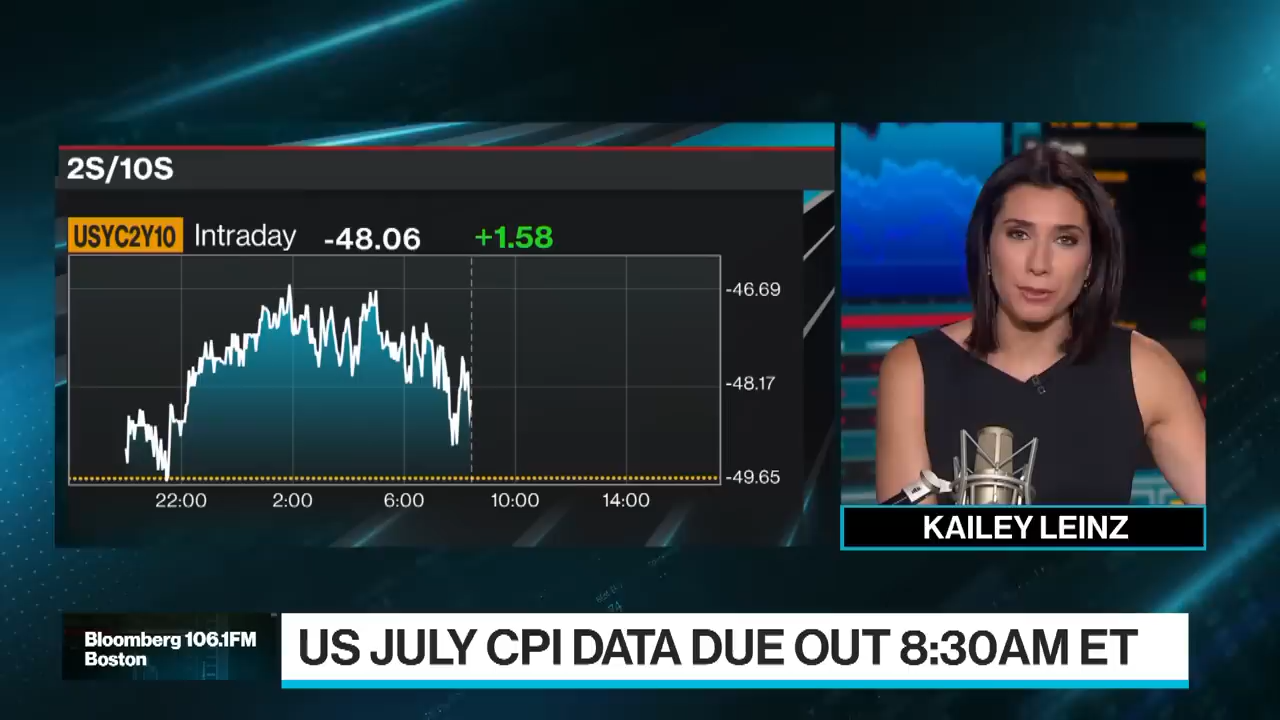 2S/10S
USYC2Y10 Intraday -48.06 +1.58
-46.69
-48.17
-49.65
22:00 2:00 6:00 10:00 14:00
KAILEY LEINZ
Bloomberg 106.1FM
Boston
US JULY CPI DATA DUE OUT 8:30AM ET